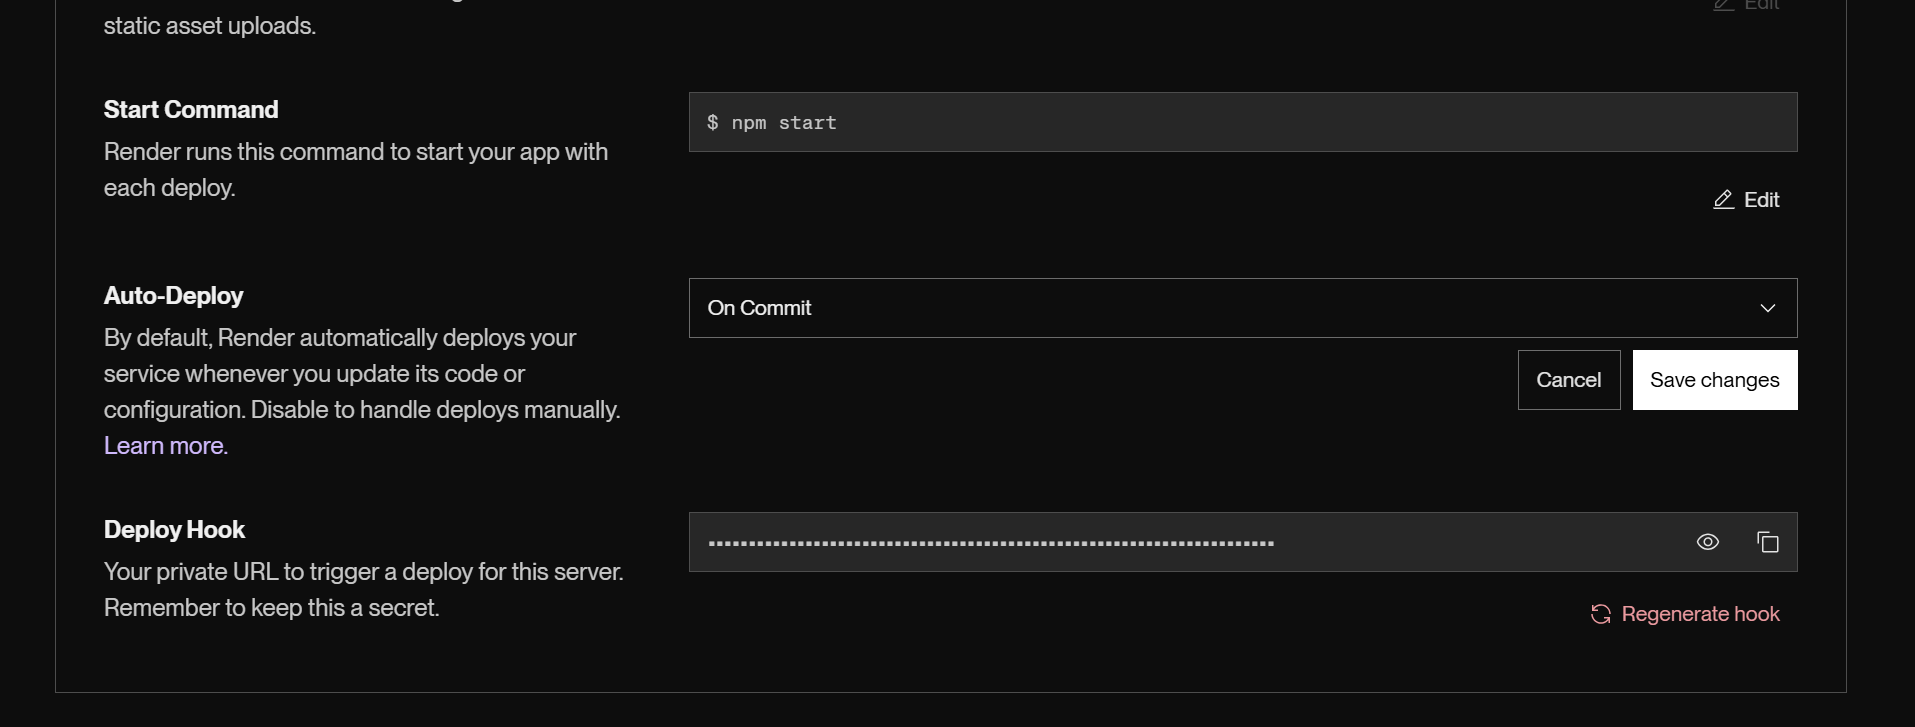 static asset uploads.
Edit
Start Command
Render runs this command to start your app with
each deploy.
$ npm start
Edit
Auto-Deploy
By default, Render automatically deploys your
service whenever you update its code or
configuration. Disable to handle deploys manually.
Learn more.
On Commit
Cancel
Save changes
Deploy Hook
Your private URL to trigger a deploy for this server.
Remember to keep this a secret.
Regenerate hook